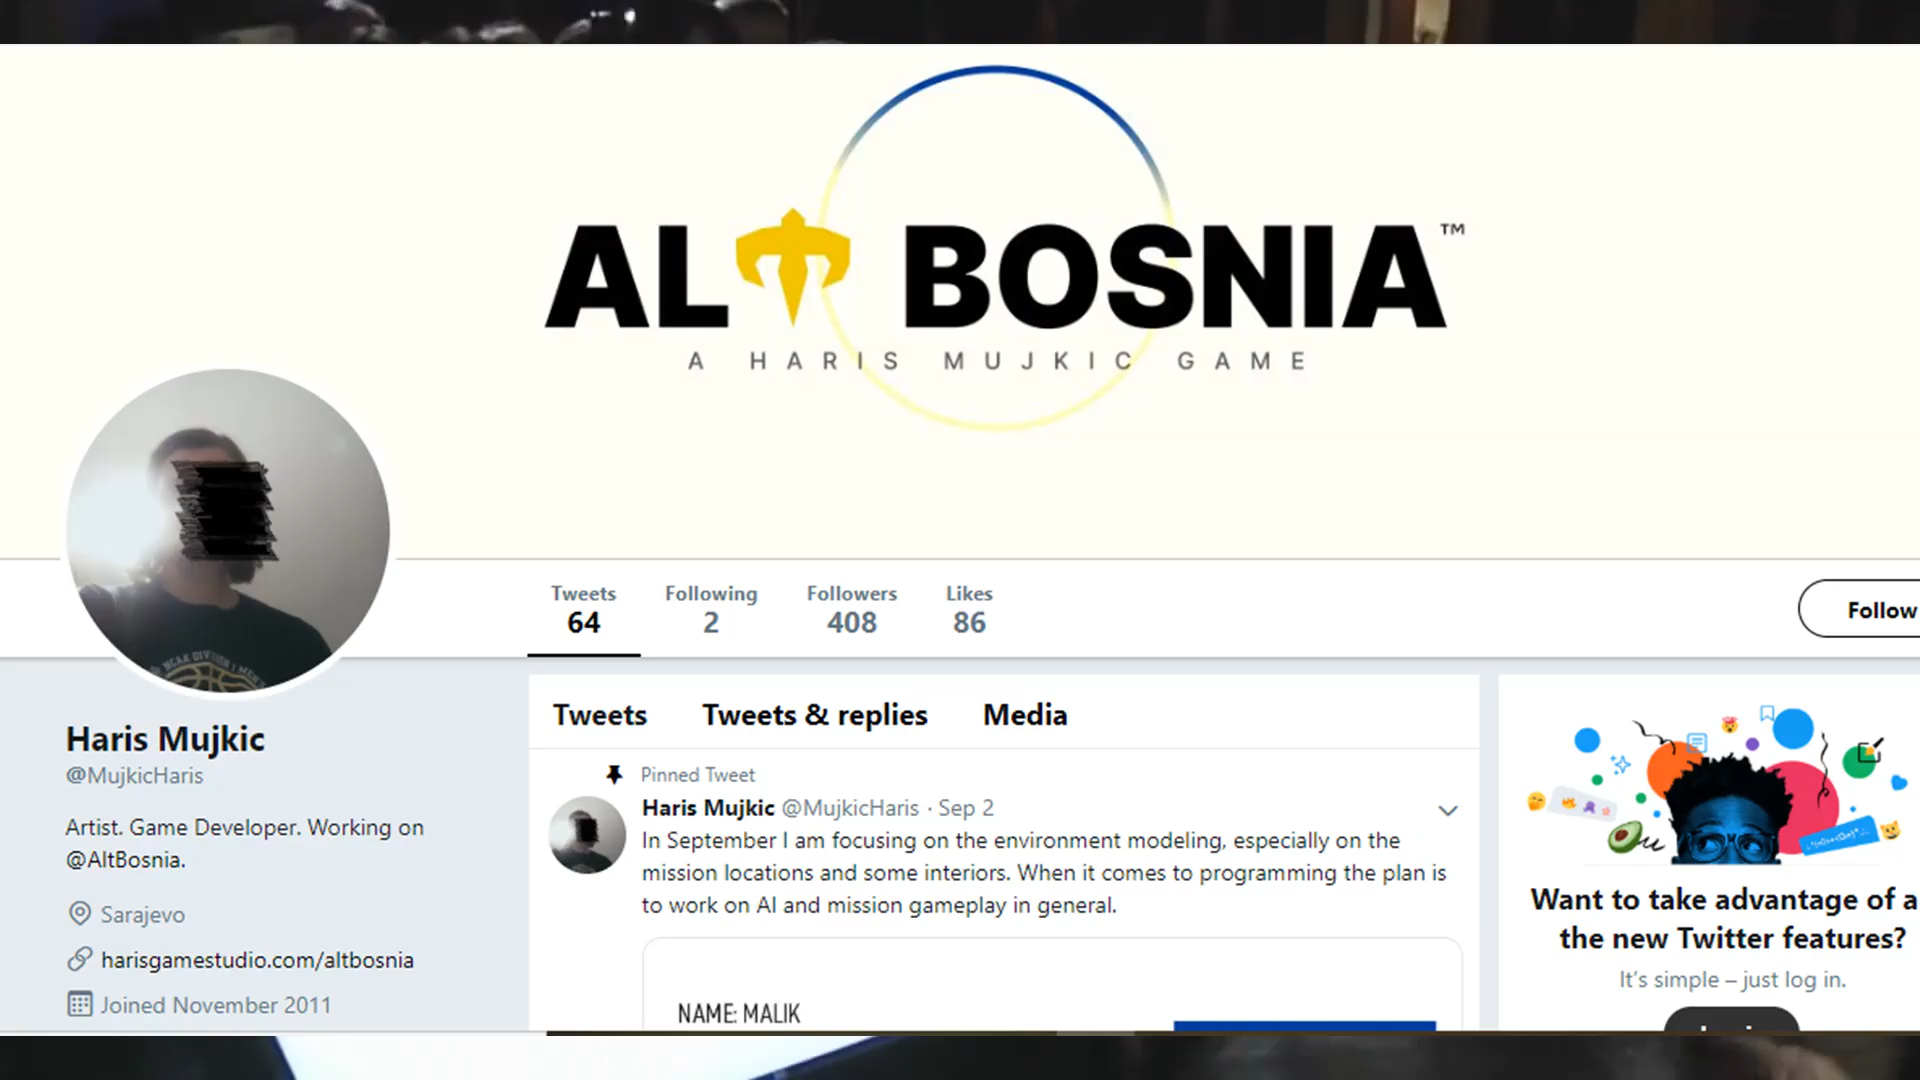 ALT BOSNIA™
A HARIS MUJKIC GAME
NCAA DIVISION 1 MEN'S
Tweets
64
Following
2
Followers
408
Likes
86
Follow
Haris Mujkic
@MujkicHaris
Artist. Game Developer. Working on
@AltBosnia.
Sarajevo
harisgamestudio.com/altbosnia
Joined November 2011
Tweets
Tweets & replies
Media
Pinned Tweet
Haris Mujkic @MujkicHaris · Sep 2
In September I am focusing on the environment modeling, especially on the
mission locations and some interiors. When it comes to programming the plan is
to work on AI and mission gameplay in general.
NAME: MALIK
Want to take advantage of a
the new Twitter features?
It's simple – just log in.